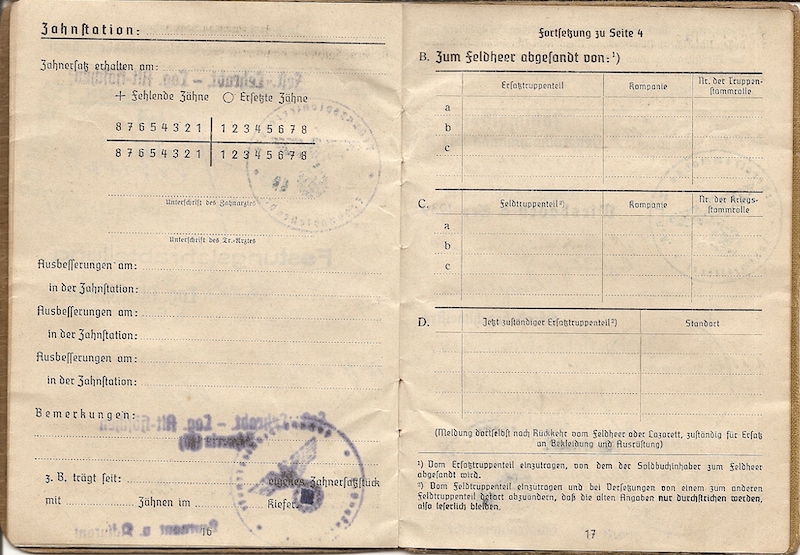 Zahnstation:
Zahnersatz erhalten am:
+ Fehlende Zähne ○ Ersetzte Zähne
8 7 6 5 4 3 2 1 | 1 2 3 4 5 6 7 8
8 7 6 5 4 3 2 1 | 1 2 3 4 5 6 7 8
Unterschrift des Zahnarztes
Unterschrift des Tr.-Arztes
Ausbesserungen am:
in der Zahnstation:
Ausbesserungen am:
in der Zahnstation:
Ausbesserungen am:
in der Zahnstation:
Bemerkungen:
z. B. trägt seit: eigenes Zahnersatzstück
mit Zähnen im Kiefer.
16
Fortsetzung zu Seite 4
B. Zum Feldheer abgesandt von:¹)
Ersatztruppenteil Kompanie Nr. der Truppen-
stammrolle
a
b
c
C. Feldtruppenteil²) Kompanie Nr. der Kriegs-
stammrolle
a
b
c
D. Jetzt zuständiger Ersatztruppenteil²) Standort
(Meldung dortselbst nach Rückkehr vom Feldheer oder Lazarett, zuständig für Ersatz
an Bekleidung und Ausrüstung)
¹) Vom Ersatztruppenteil einzutragen, von dem der Soldbuchinhaber zum Feldheer
abgesandt wird.
²) Vom Feldtruppenteil einzutragen und bei Versetzungen von einem zum anderen
Feldtruppenteil derart abzuändern, daß die alten Angaben nur durchstrichen werden,
also leserlich bleiben.
17